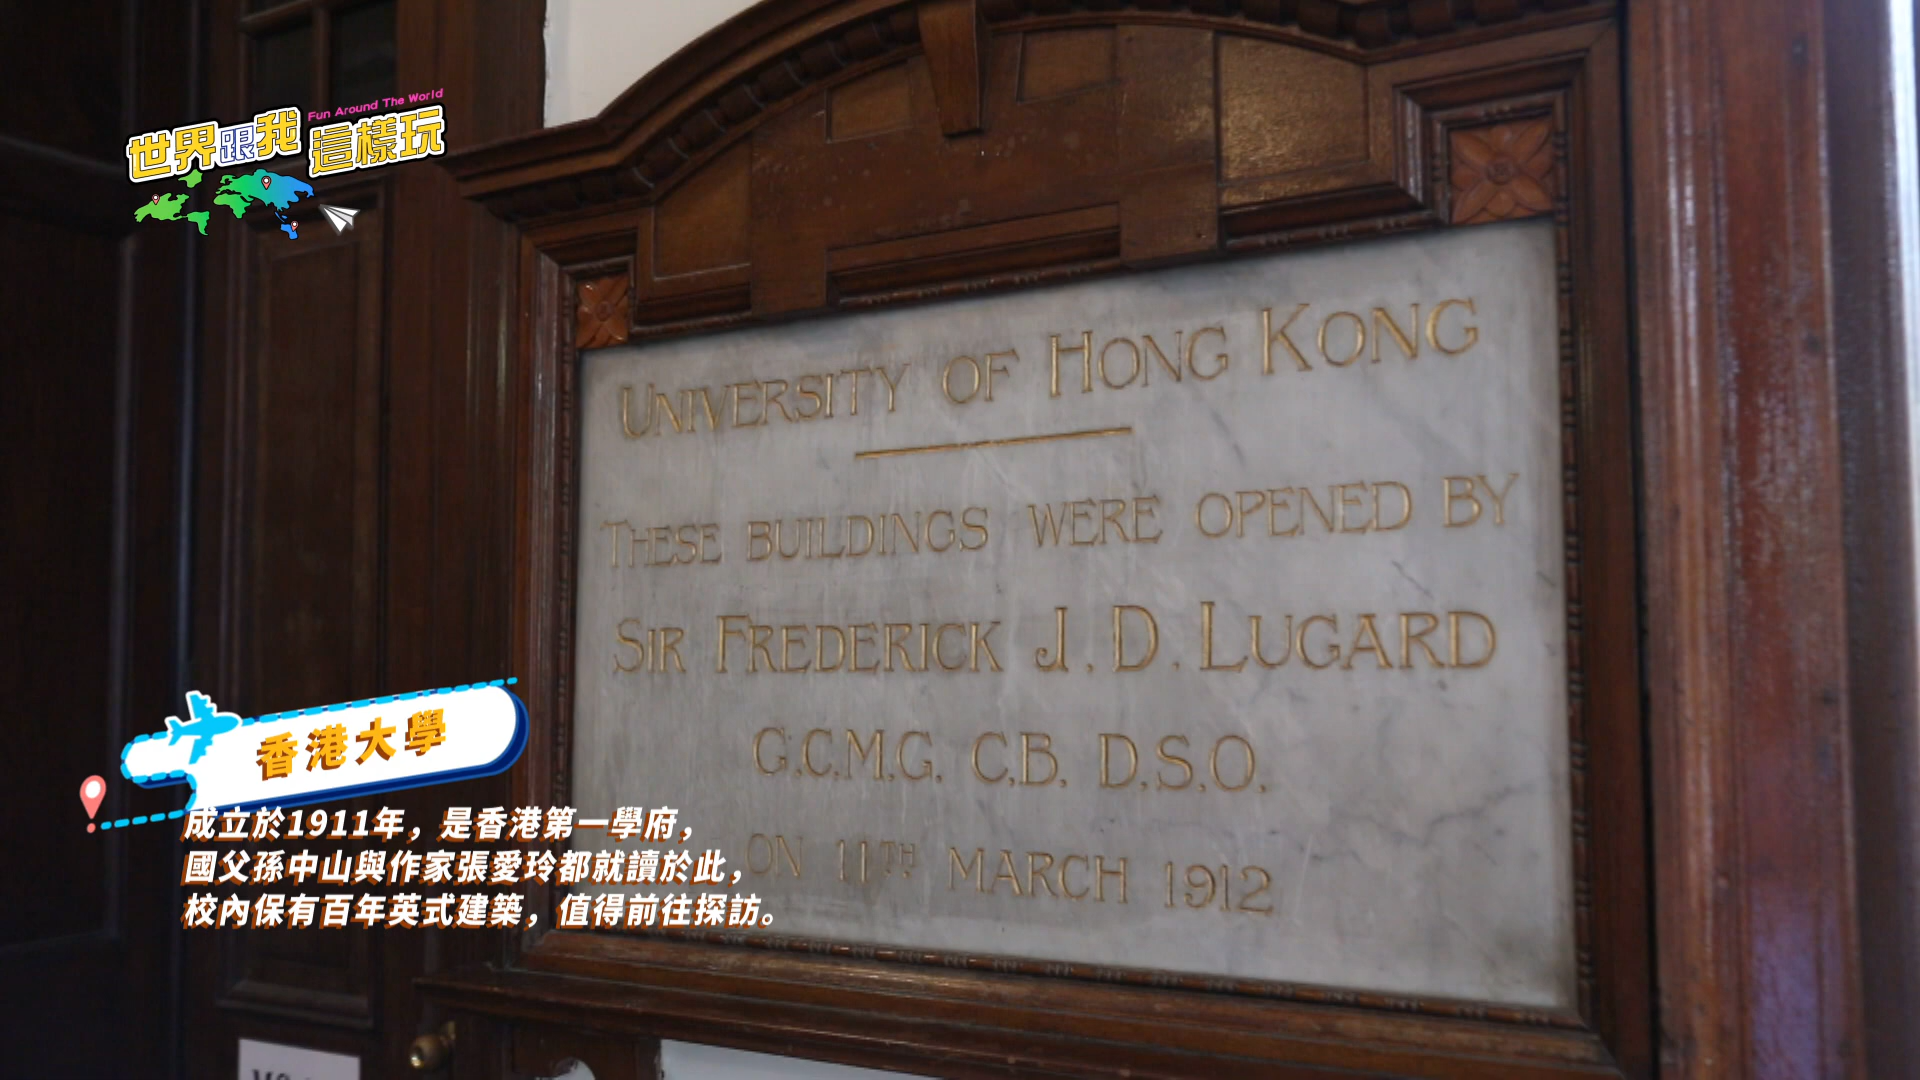 Fun Around The World
世界跟我這樣玩
UNIVERSITY OF HONG KONG
THESE BUILDINGS WERE OPENED BY
SIR FREDERICK J. D. LUGARD
G.C.M.G. C.B. D.S.O.
ON 11TH MARCH 1912
香港大學
成立於1911年，是香港第一學府，
國父孫中山與作家張愛玲都就讀於此，
校內保有百年英式建築，值得前往探訪。